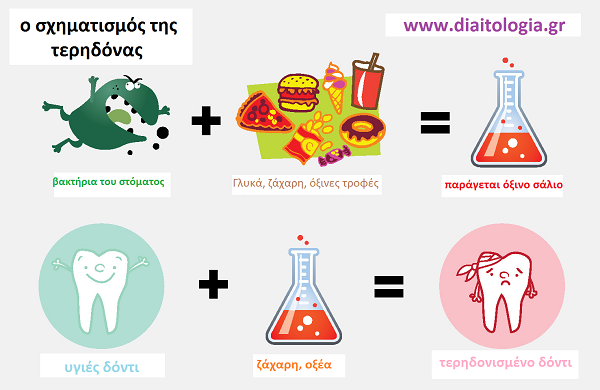 ο σχηματισμός της
τερηδόνας
www.diaitologia.gr
βακτήρια του στόματος
Γλυκά, ζάχαρη, όξινες τροφές
παράγεται όξινο σάλιο
υγιές δόντι
ζάχαρη, οξέα
τερηδονισμένο δόντι